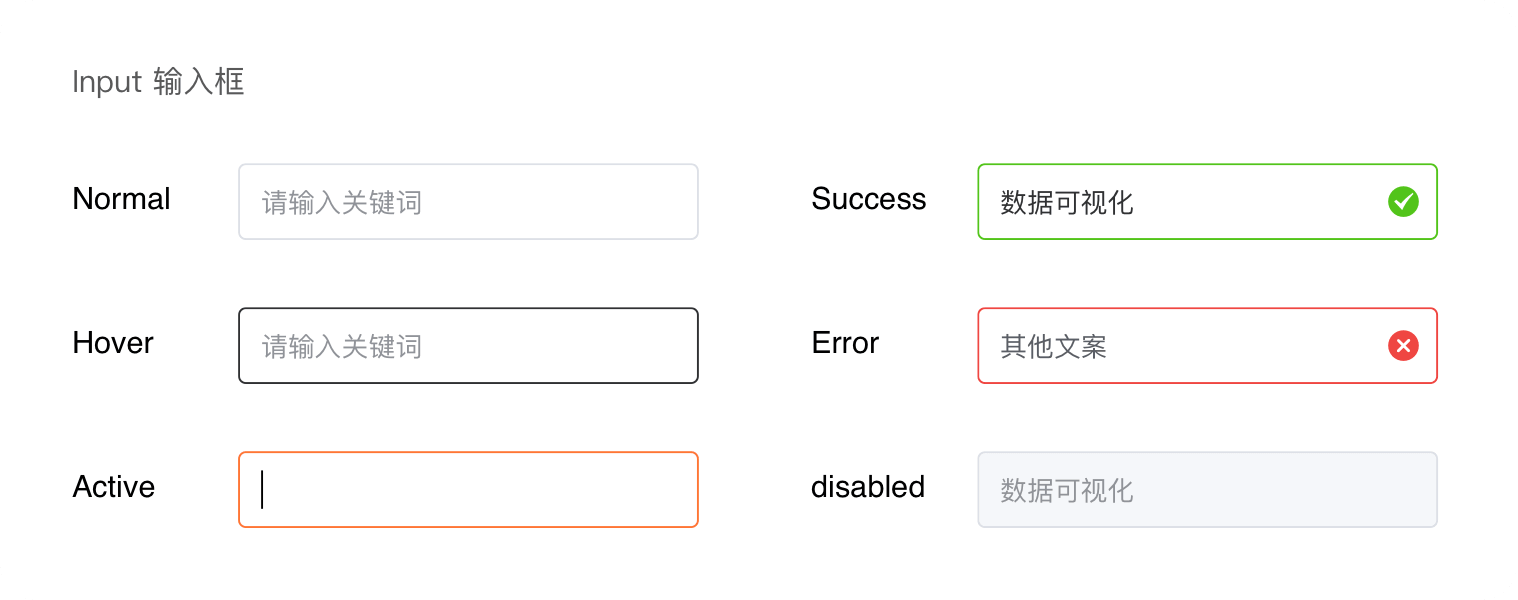 Input 输入框
Normal 请输入关键词
Success 数据可视化
Hover 请输入关键词
Error 其他文案
Active
disabled 数据可视化